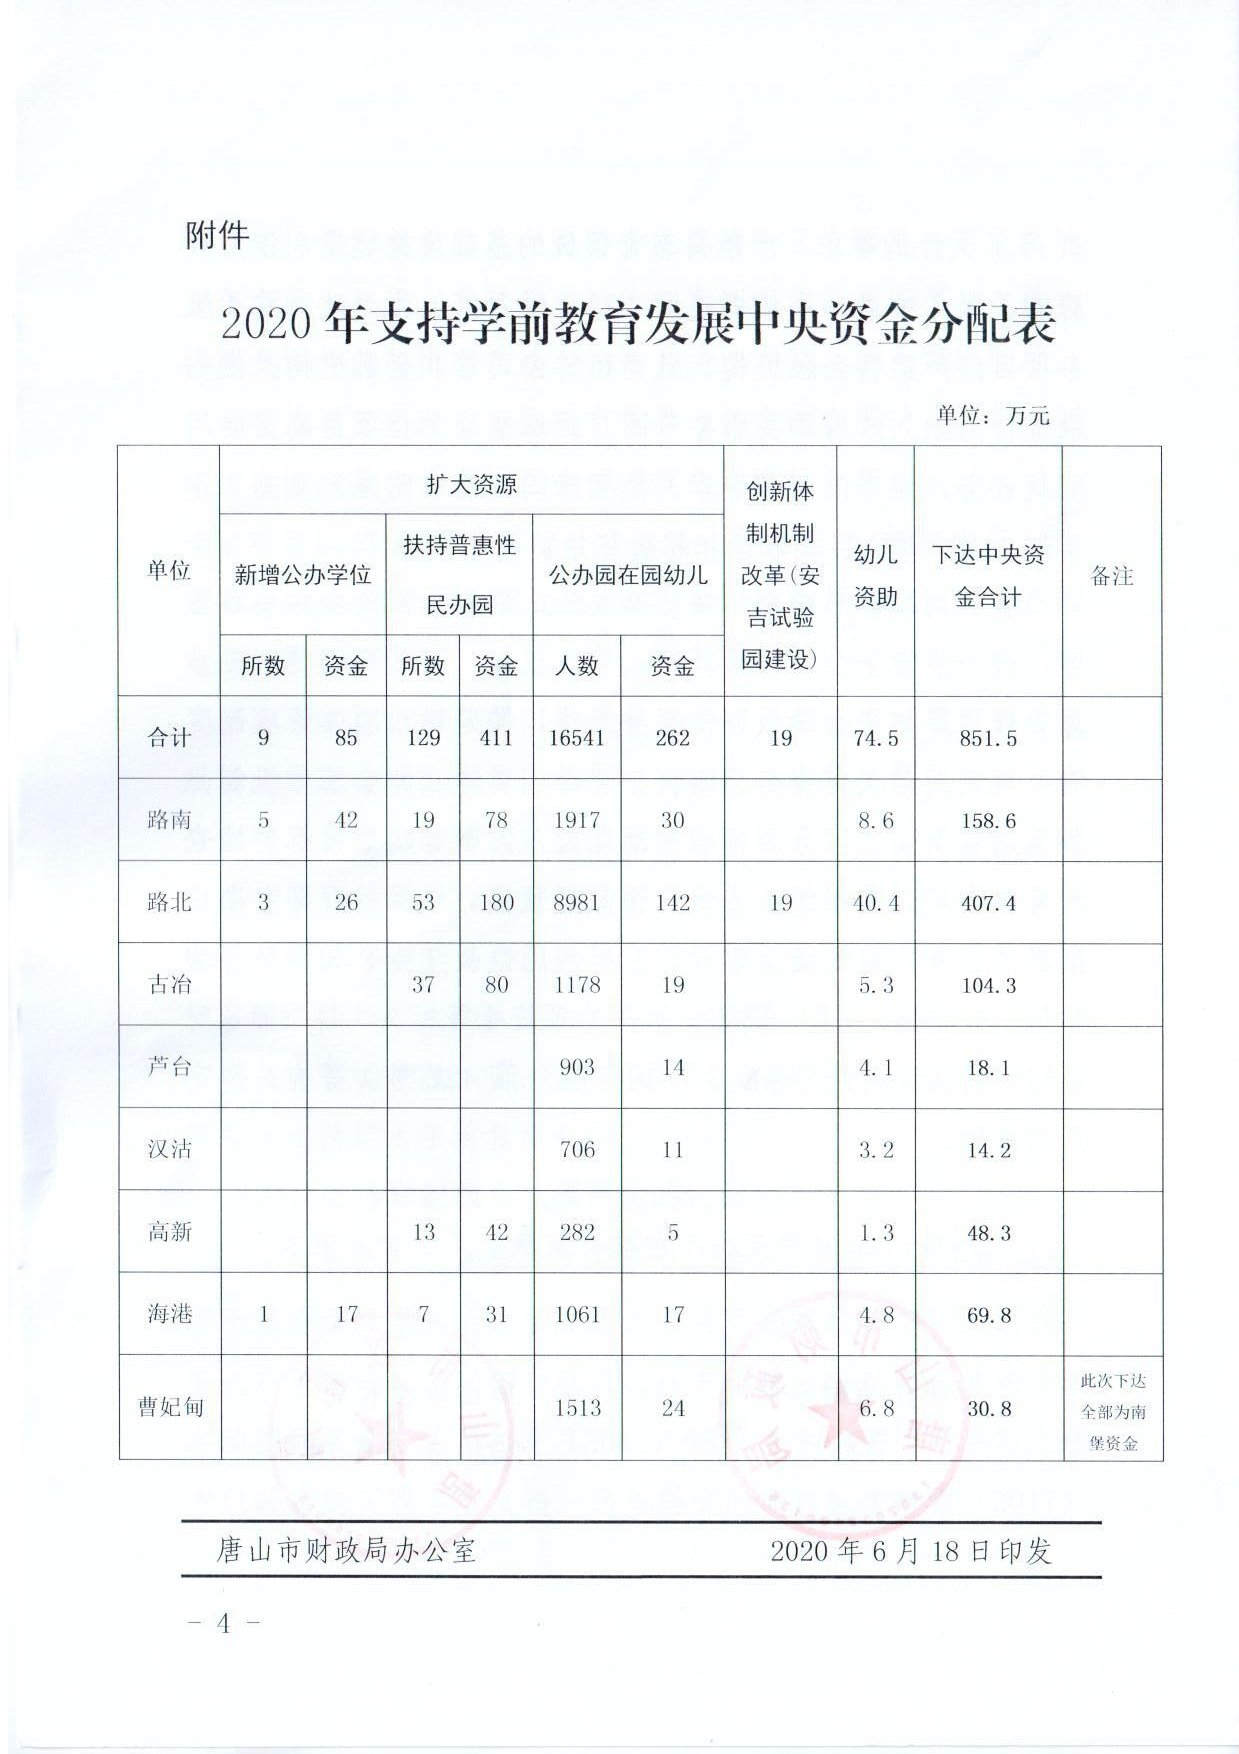 附件
2020 年支持学前教育发展中央资金分配表
单位：万元
单位 扩大资源 创新体制机制改革（安吉试验园建设） 幼儿资助 下达中央资金合计 备注
新增公办学位 扶持普惠性民办园 公办园在园幼儿
所数 资金 所数 资金 人数 资金
合计 9 85 129 411 16541 262 19 74.5 851.5
路南 5 42 19 78 1917 30 8.6 158.6
路北 3 26 53 180 8981 142 19 40.4 407.4
古冶 37 80 1178 19 5.3 104.3
芦台 903 14 4.1 18.1
汉沽 706 11 3.2 14.2
高新 13 42 282 5 1.3 48.3
海港 1 17 7 31 1061 17 4.8 69.8
曹妃甸 1513 24 6.8 30.8 此次下达全部为南堡资金
唐山市财政局办公室 2020 年 6 月 18 日印发
- 4 -